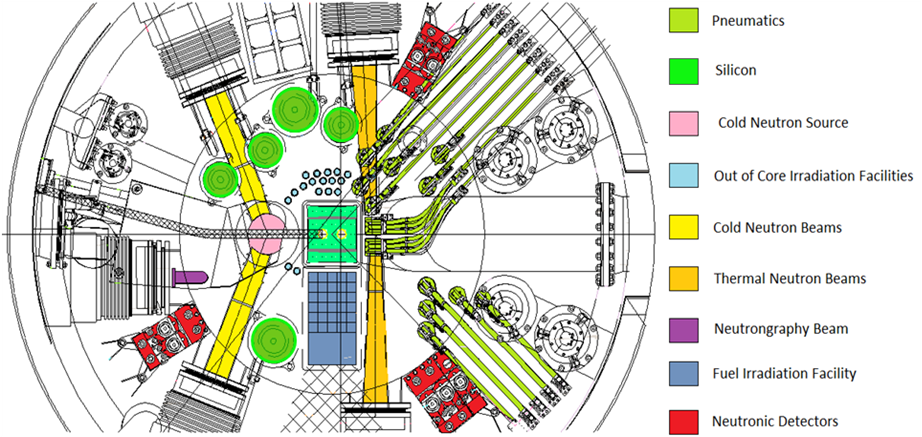 Pneumatics
Silicon
Cold Neutron Source
Out of Core Irradiation Facilities
Cold Neutron Beams
Thermal Neutron Beams
Neutrongraphy Beam
Fuel Irradiation Facility
Neutronic Detectors